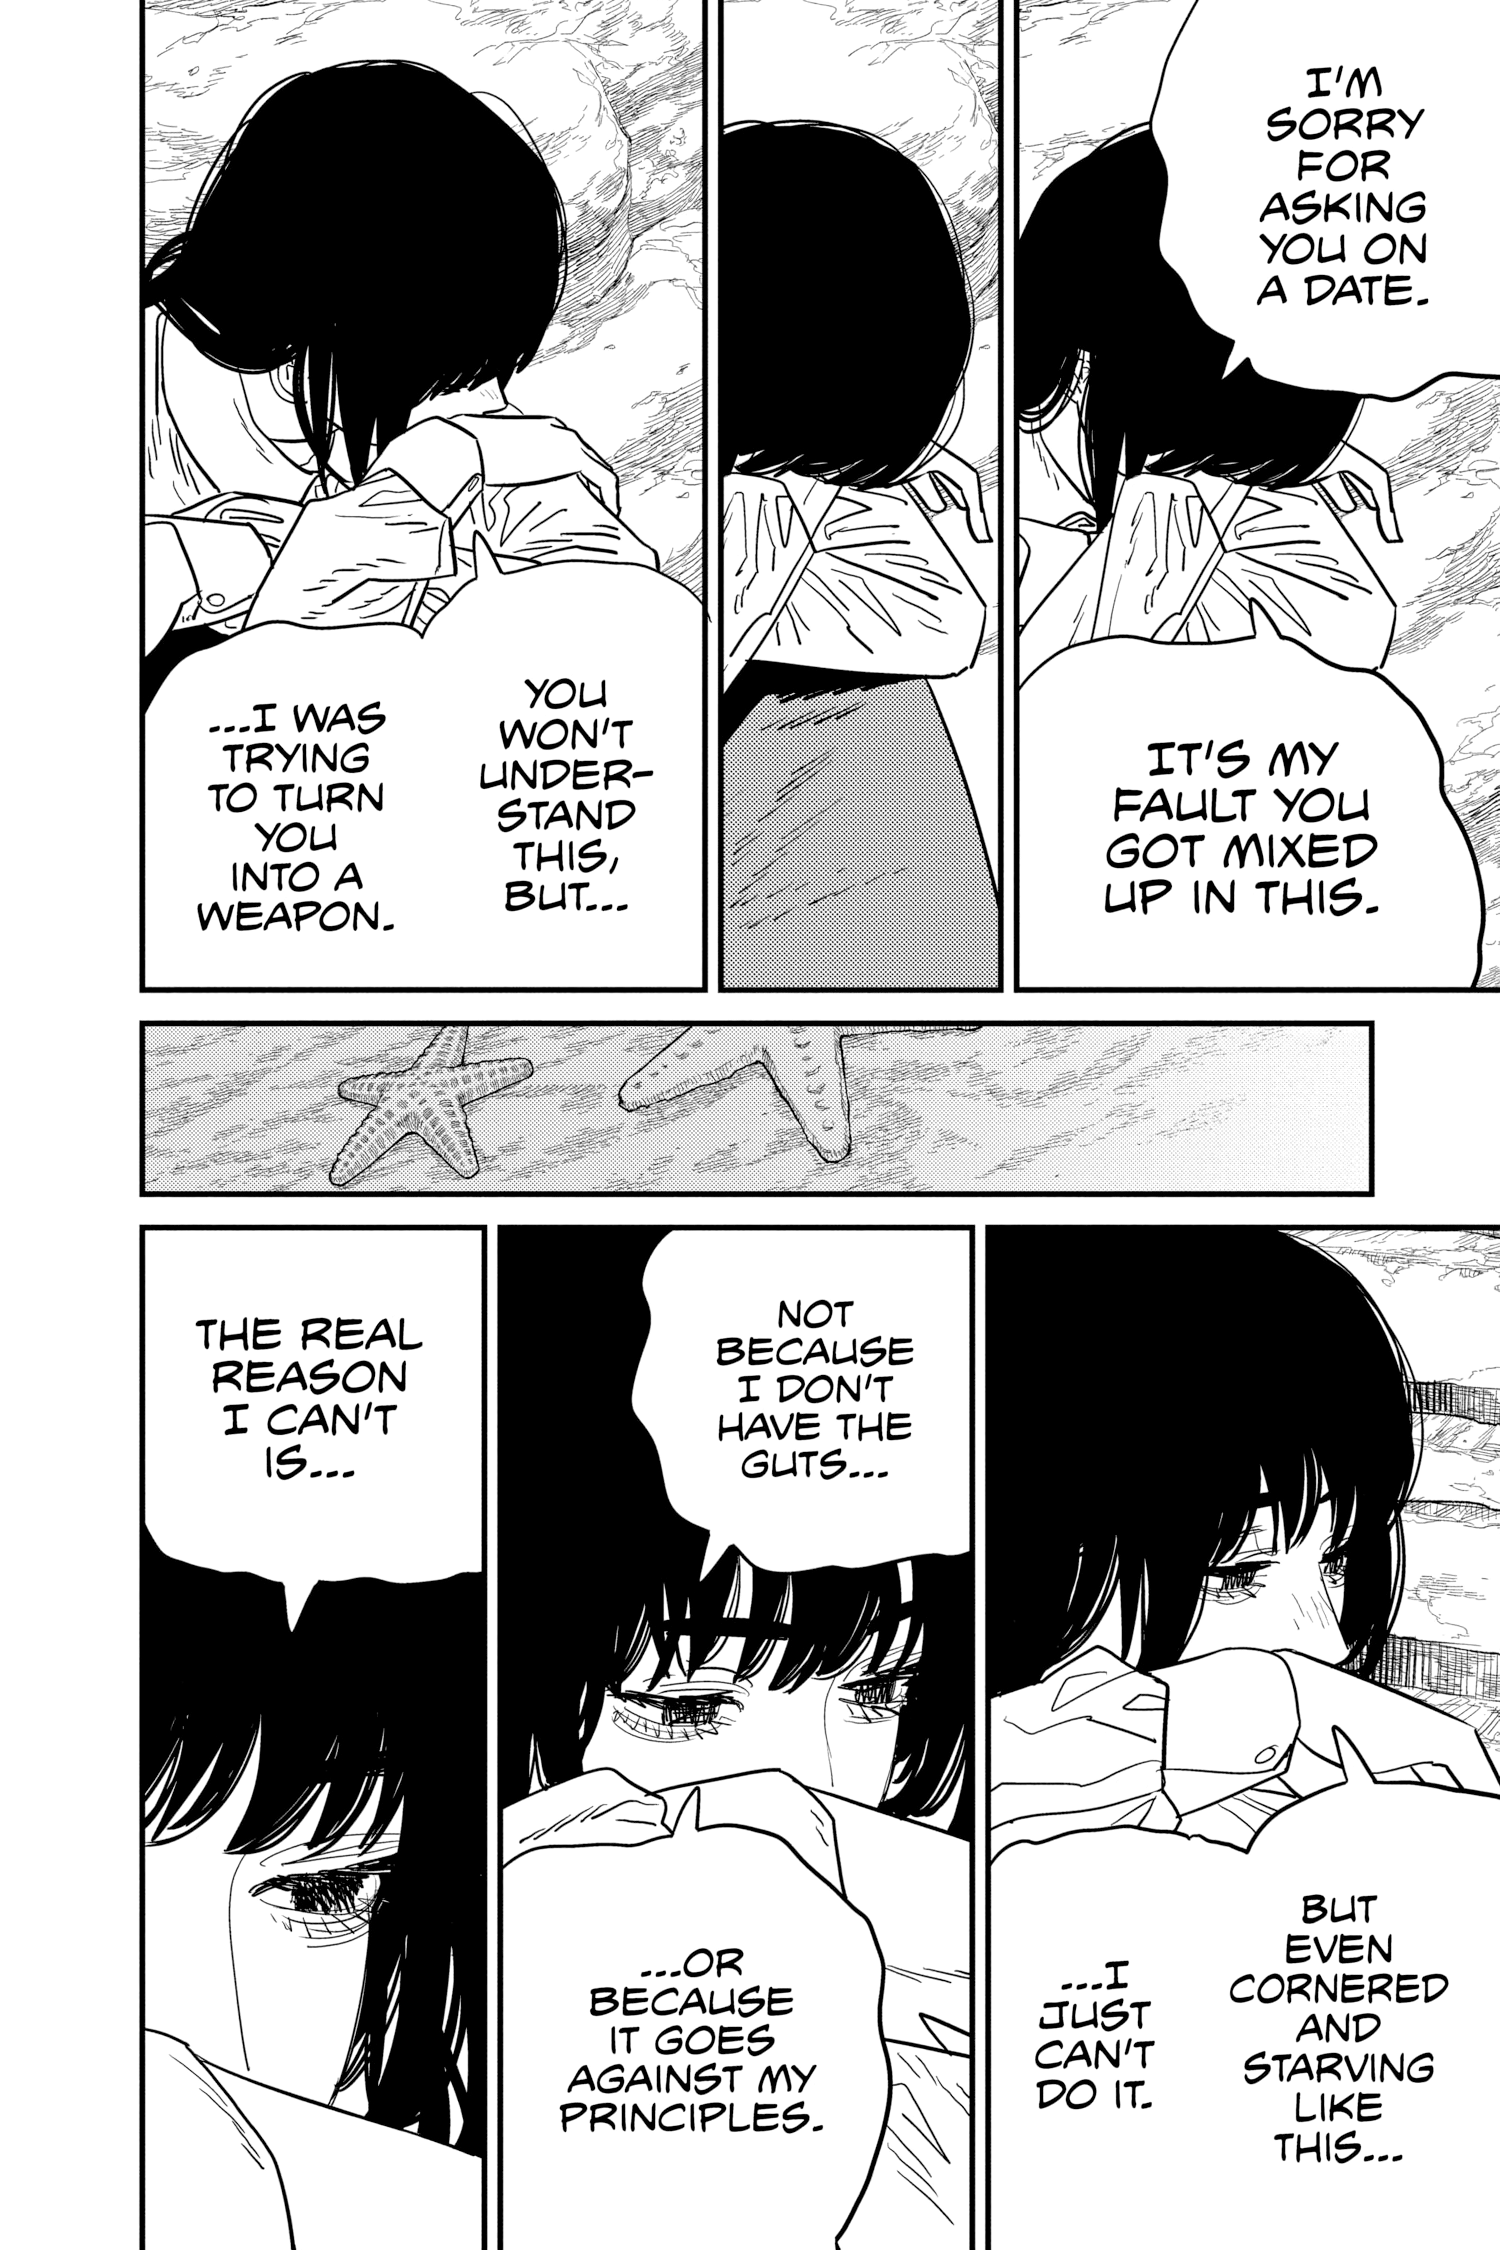 I'M
SORRY
FOR
ASKING
YOU ON
A DATE.
IT'S MY
FAULT YOU
GOT MIXED
UP IN THIS.
YOU
WON'T
UNDER-
STAND
THIS,
BUT...
...I WAS
TRYING
TO TURN
YOU
INTO A
WEAPON.
BUT
EVEN
CORNERED
AND
STARVING
LIKE
THIS...
...I
JUST
CAN'T
DO IT.
NOT
BECAUSE
I DON'T
HAVE THE
GUTS...
...OR
BECAUSE
IT GOES
AGAINST MY
PRINCIPLES.
THE REAL
REASON
I CAN'T
IS...